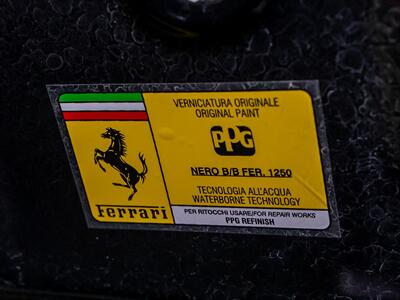 VERNICIATURA ORIGINALE
ORIGINAL PAINT
PPG
NERO B/B FER. 1250
TECNOLOGIA ALL'ACQUA
WATERBORNE TECHNOLOGY
Ferrari
PER RITOCCHI USARE/FOR REPAIR WORKS
PPG REFINISH